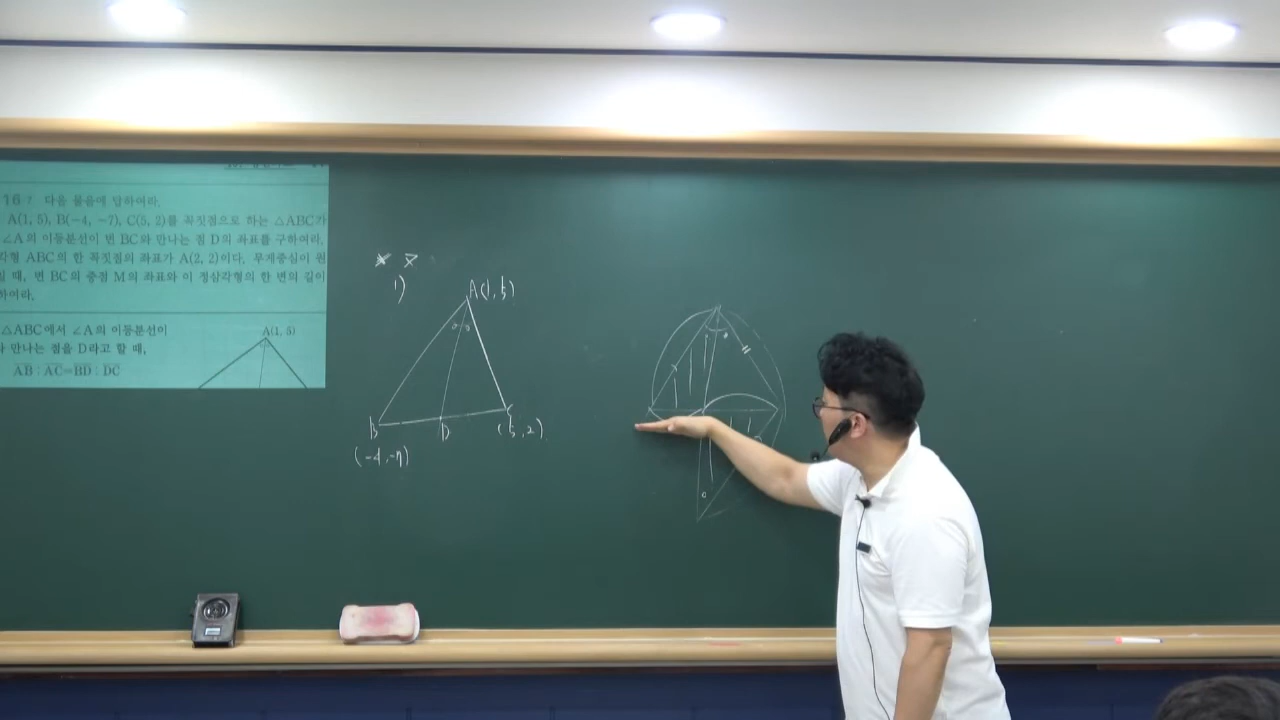 16-7 다음 물음에 답하여라.
A(1, 5), B(−4, −7), C(5, 2)를 꼭짓점으로 하는 △ABC가
∠A의 이등분선이 변 BC와 만나는 점 D의 좌표를 구하여라.
각형 ABC의 한 꼭짓점의 좌표가 A(2, 2)이다. 무게중심이 원
일 때, 변 BC의 중점 M의 좌표와 이 정삼각형의 한 변의 길이
하여라.
△ABC에서 ∠A의 이등분선이
만나는 점을 D라고 할 때,
AB : AC=BD : DC
A(1, 5)
1)
A(1,5)
B
D
C
(5,2)
(-4,-7)